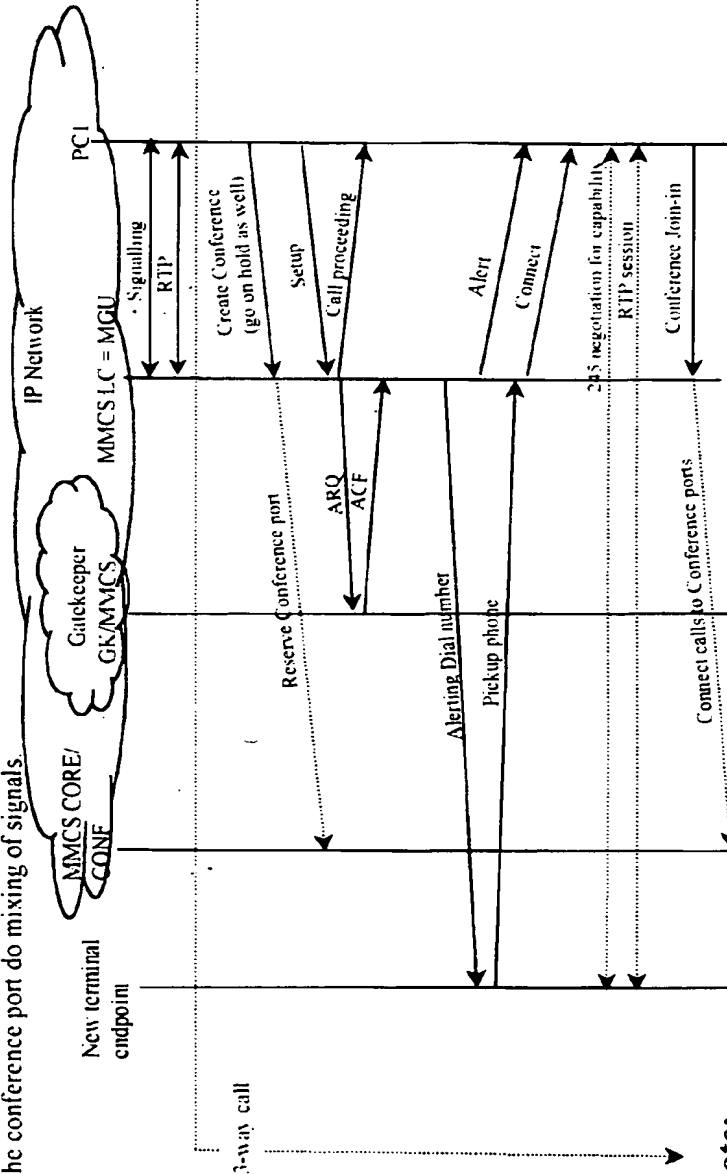 he conference port do mixing of signals.
IP Network
MMCS CORE/
CONF
Gatekeeper
GK/MMCS
MMCS LC = MGU
PCI
New terminal
endpoint
Signalling
RTP
3-way call
Create Conference
(go on hold as well)
Reserve Conference port
Setup
Call proceeding
ARQ
ACF
Alerting Dial number
Alert
Pickup phone
Connect
245 negotiation for capability
RTP session
Conference Join-in
Connect calls to Conference ports